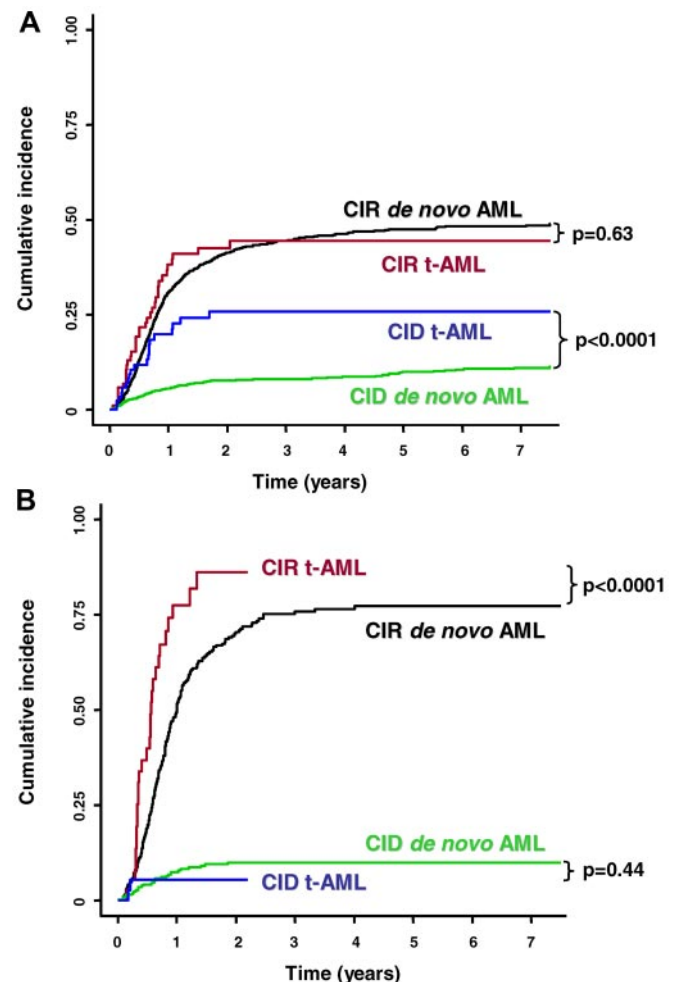 A
Cumulative incidence
1.00
0.75
0.50
0.25
0
CIR de novo AML
p=0.63
CIR t-AML
CID t-AML
p<0.0001
CID de novo AML
0 1 2 3 4 5 6 7
Time (years)
B
Cumulative incidence
1.00
0.75
0.50
0.25
0
CIR t-AML
p<0.0001
CIR de novo AML
CID de novo AML
p=0.44
CID t-AML
0 1 2 3 4 5 6 7
Time (years)